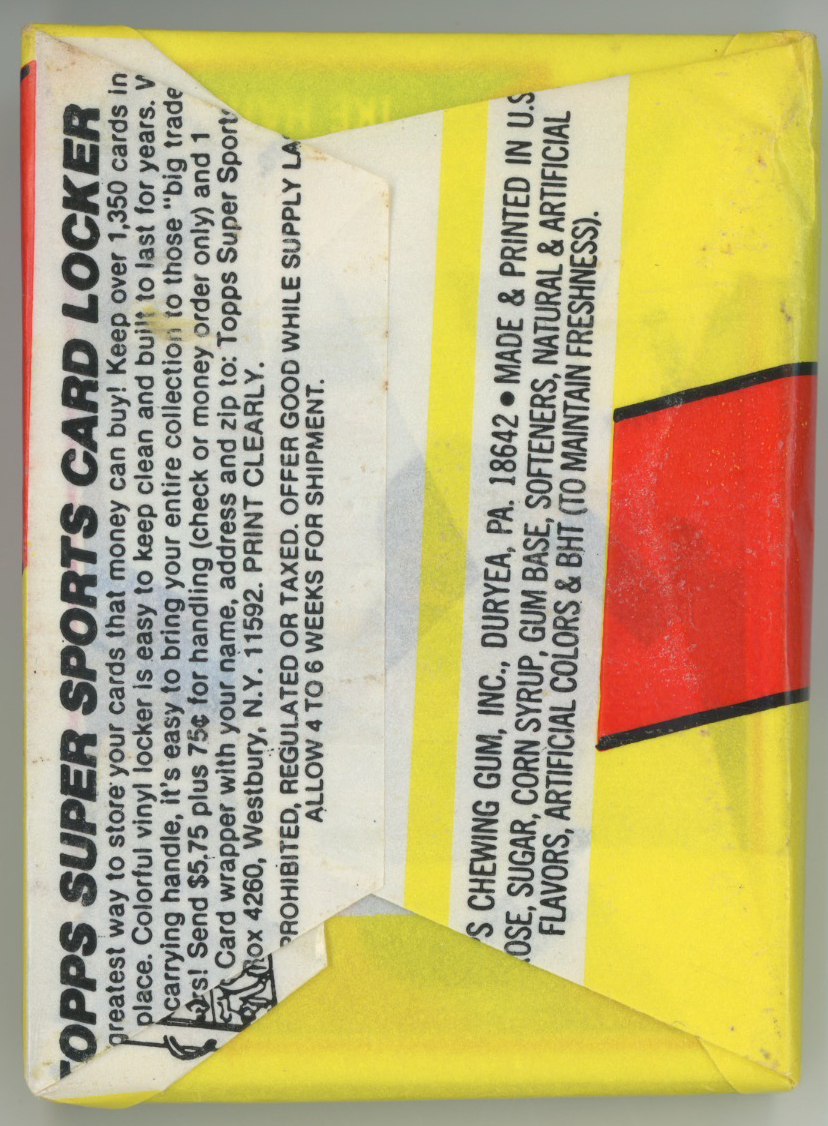 TOPPS SUPER SPORTS CARD LOCKER
greatest way to store your cards that money can buy! Keep over 1,350 cards in
place. Colorful vinyl locker is easy to keep clean and built to last for years.
carrying handle, it's easy to bring your entire collection to those "big trade
rs! Send $5.75 plus 75¢ for handling (check or money order only) and 1
Card wrapper with your name, address and zip to: Topps Super Sports
ox 4260, Westbury, N.Y. 11592. PRINT CLEARLY.
PROHIBITED, REGULATED OR TAXED. OFFER GOOD WHILE SUPPLY LA
ALLOW 4 TO 6 WEEKS FOR SHIPMENT.
S CHEWING GUM, INC., DURYEA, PA. 18642 • MADE & PRINTED IN U.S
OSE, SUGAR, CORN SYRUP, GUM BASE, SOFTENERS, NATURAL & ARTIFICIAL
FLAVORS, ARTIFICIAL COLORS & BHT (TO MAINTAIN FRESHNESS).